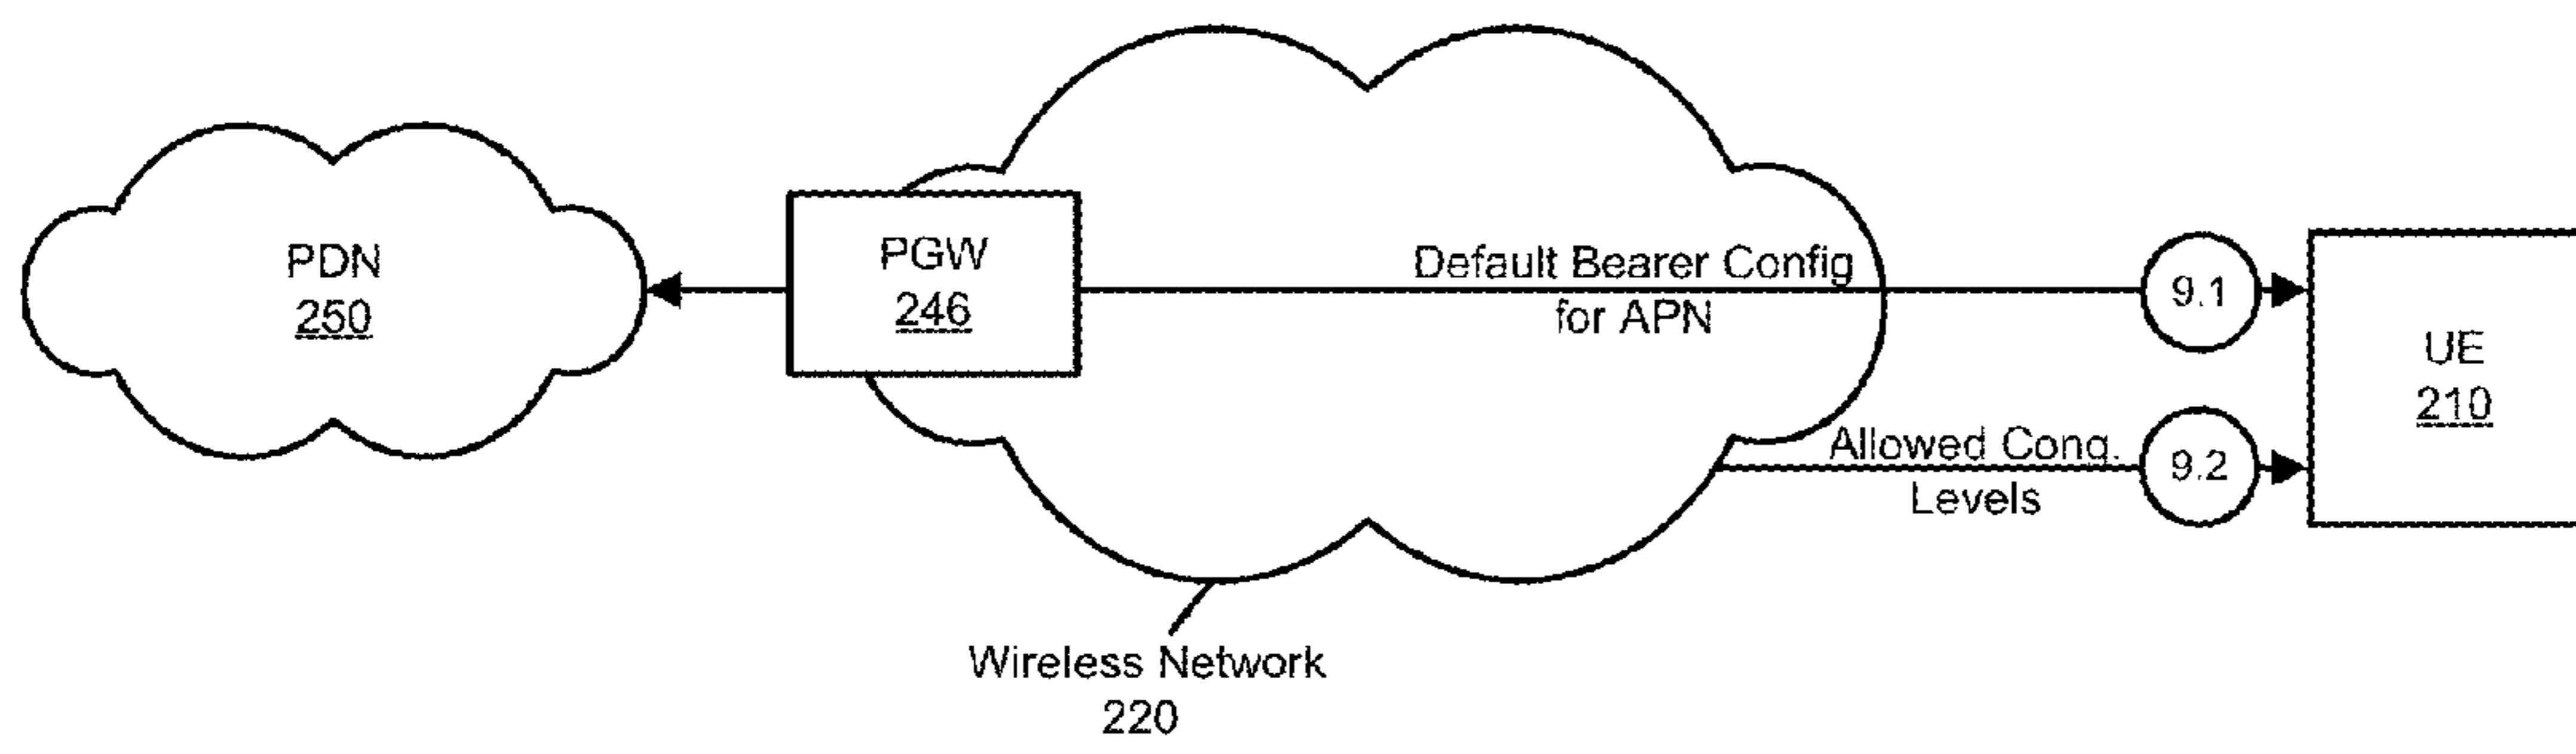 PDN
250
PGW
246
Default Bearer Config
for APN
9.1
UE
210
Allowed Cong.
Levels
9.2
Wireless Network
220